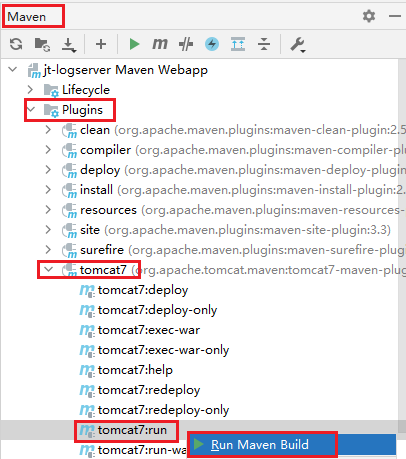 Maven
m
jt-logserver Maven Webapp
Lifecycle
Plugins
clean (org.apache.maven.plugins:maven-clean-plugin:2.5
compiler (org.apache.maven.plugins:maven-compiler-pl
deploy (org.apache.maven.plugins:maven-deploy-plugin
install (org.apache.maven.plugins:maven-install-plugin:2.
resources (org.apache.maven.plugins:maven-resources-
site (org.apache.maven.plugins:maven-site-plugin:3.3)
surefire (org.apache.maven.plugins:maven-surefire-plugi
tomcat7 (org.apache.tomcat.maven:tomcat7-maven-plug
tomcat7:deploy
tomcat7:deploy-only
tomcat7:exec-war
tomcat7:exec-war-only
tomcat7:help
tomcat7:redeploy
tomcat7:redeploy-only
tomcat7:run
Run Maven Build
tomcat7:run-wa